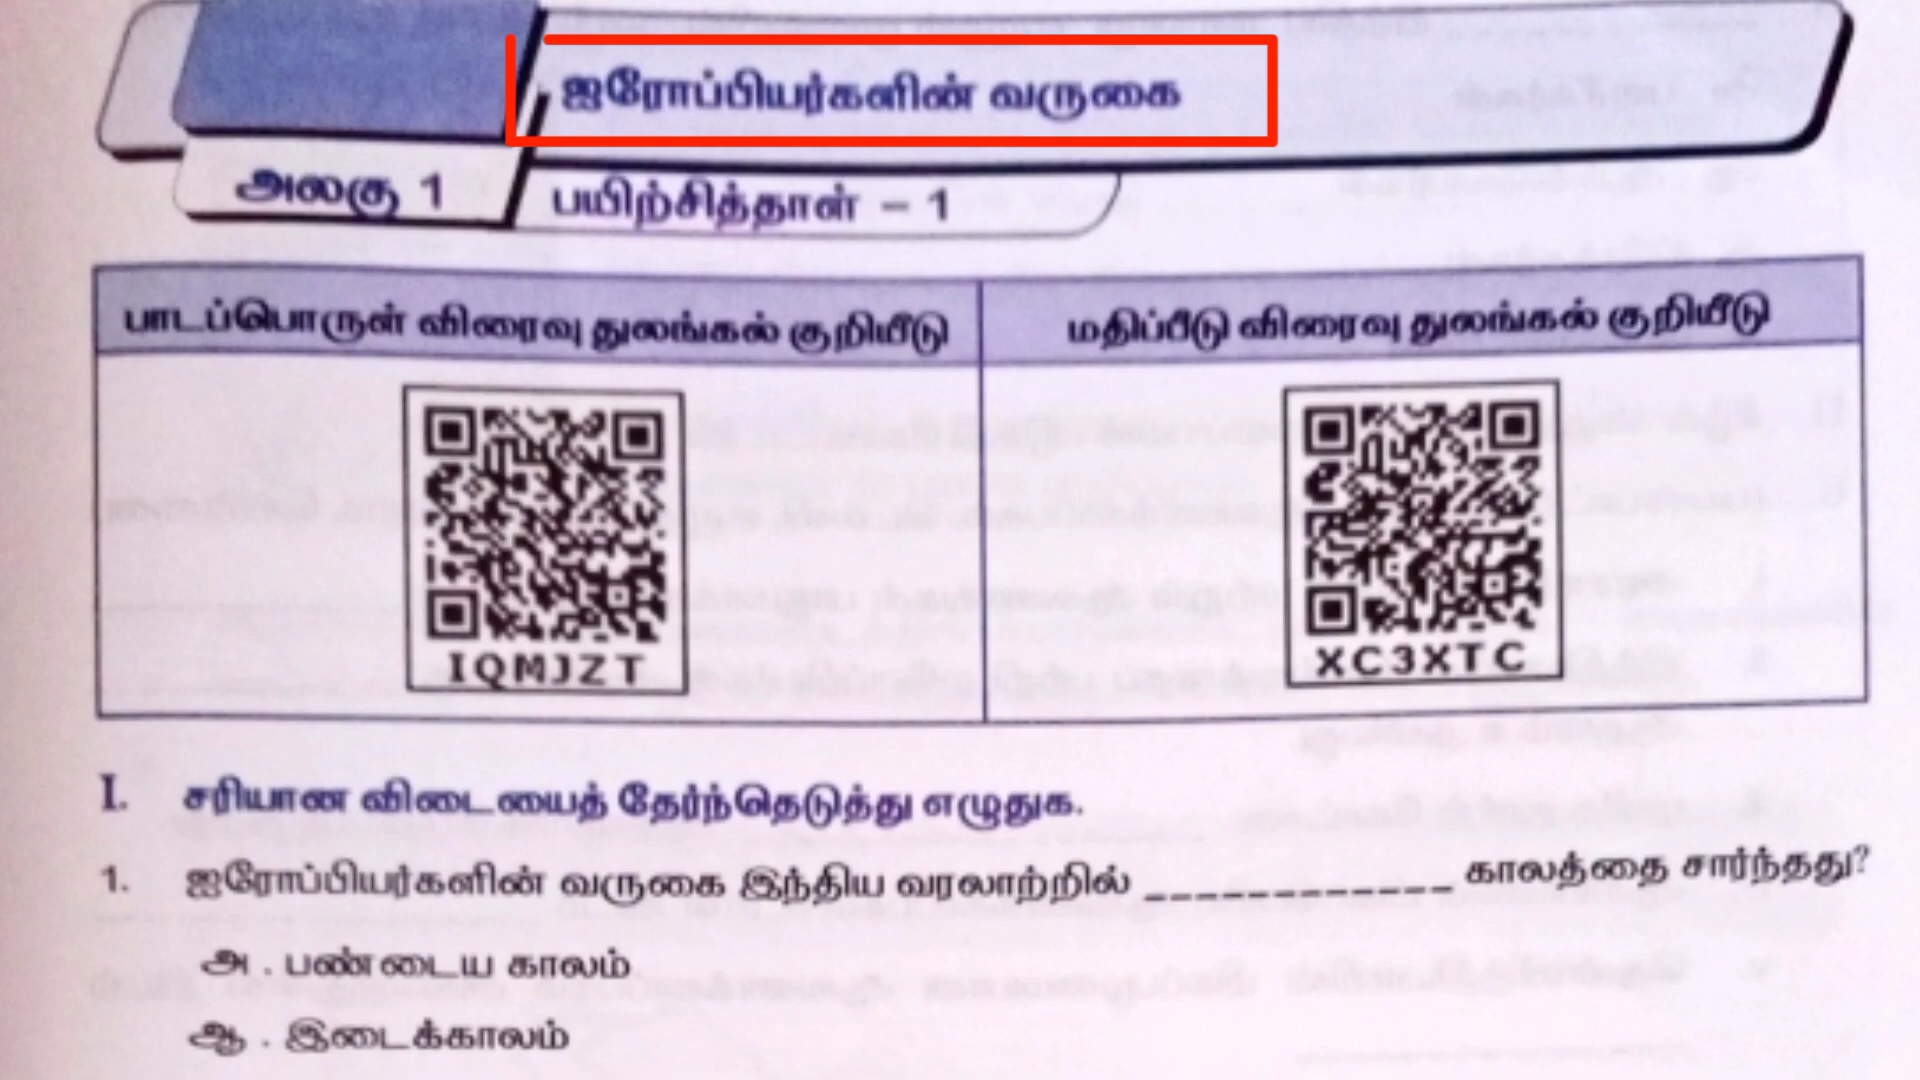 ஐரோப்பியர்களின் வருகை
அலகு 1
பயிற்சித்தாள் – 1
பாடப்பொருள் விரைவு துலங்கல் குறியீடு
மதிப்பீடு விரைவு துலங்கல் குறியீடு
IQMJZT
XC3XTC
I. சரியான விடையைத் தேர்ந்தெடுத்து எழுதுக.
1. ஐரோப்பியர்களின் வருகை இந்திய வரலாற்றில் ____________ காலத்தை சார்ந்தது?
அ . பண்டைய காலம்
ஆ . இடைக்காலம்